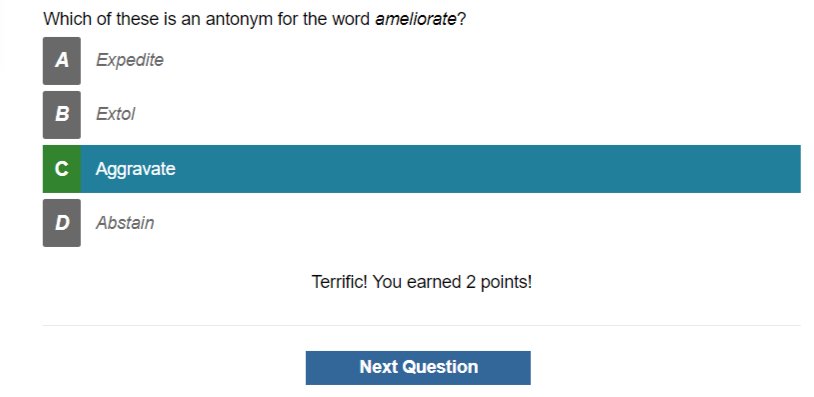 Which of these is an antonym for the word ameliorate?
A Expedite
B Extol
C Aggravate
D Abstain
Terrific! You earned 2 points!
Next Question